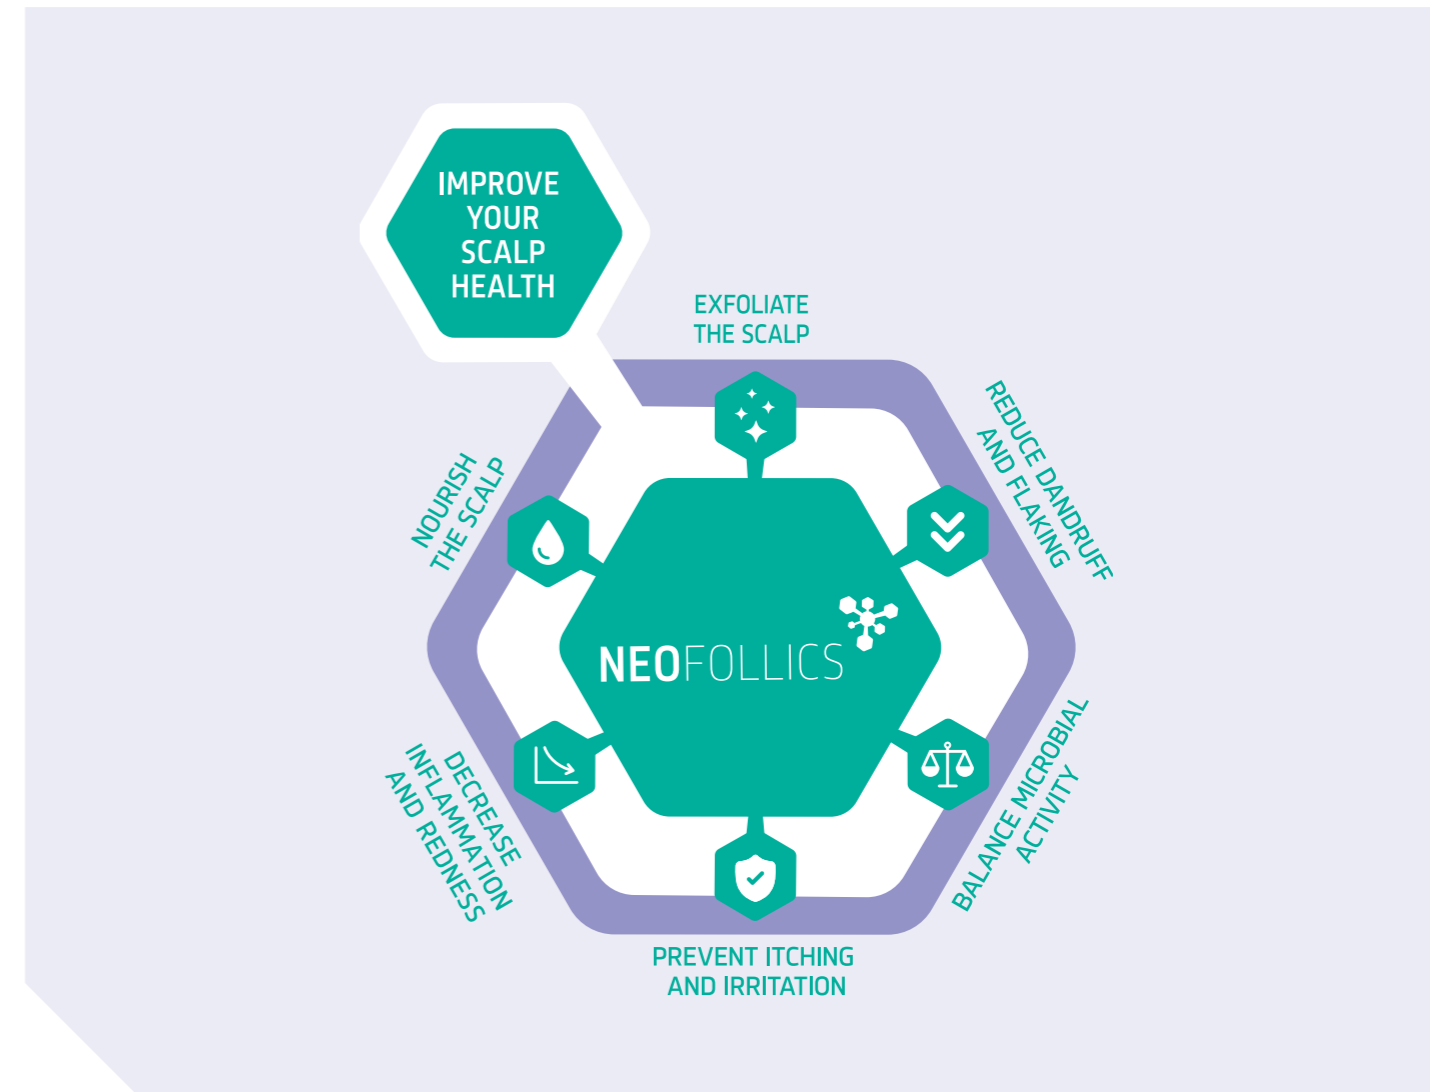 IMPROVE
YOUR
SCALP
HEALTH
EXFOLIATE
THE SCALP
REDUCE DANDRUFF
AND FLAKING
BALANCE MICROBIAL
ACTIVITY
PREVENT ITCHING
AND IRRITATION
DECREASE
INFLAMMATION
AND REDNESS
NOURISH
THE SCALP
NEOFOLLICS